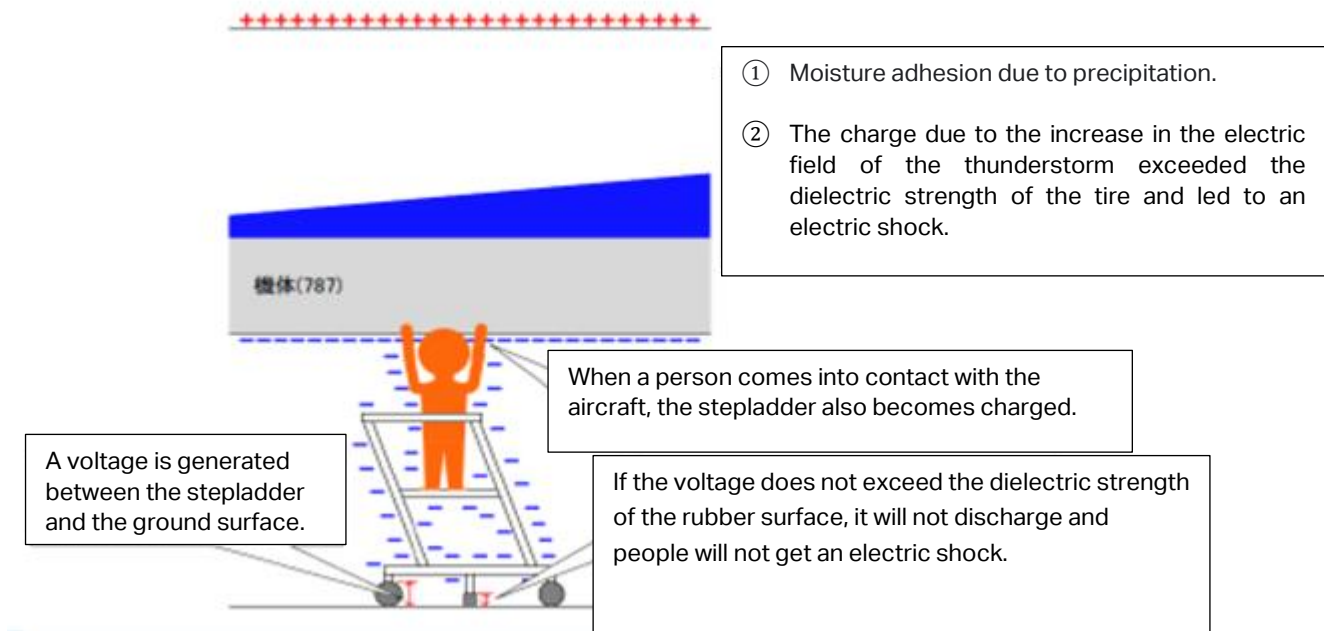 +++++++++++++++++++++++++++
① Moisture adhesion due to precipitation.
② The charge due to the increase in the electric
field of the thunderstorm exceeded the
dielectric strength of the tire and led to an
electric shock.
機体(787)
When a person comes into contact with the
aircraft, the stepladder also becomes charged.
A voltage is generated
between the stepladder
and the ground surface.
If the voltage does not exceed the dielectric strength
of the rubber surface, it will not discharge and
people will not get an electric shock.